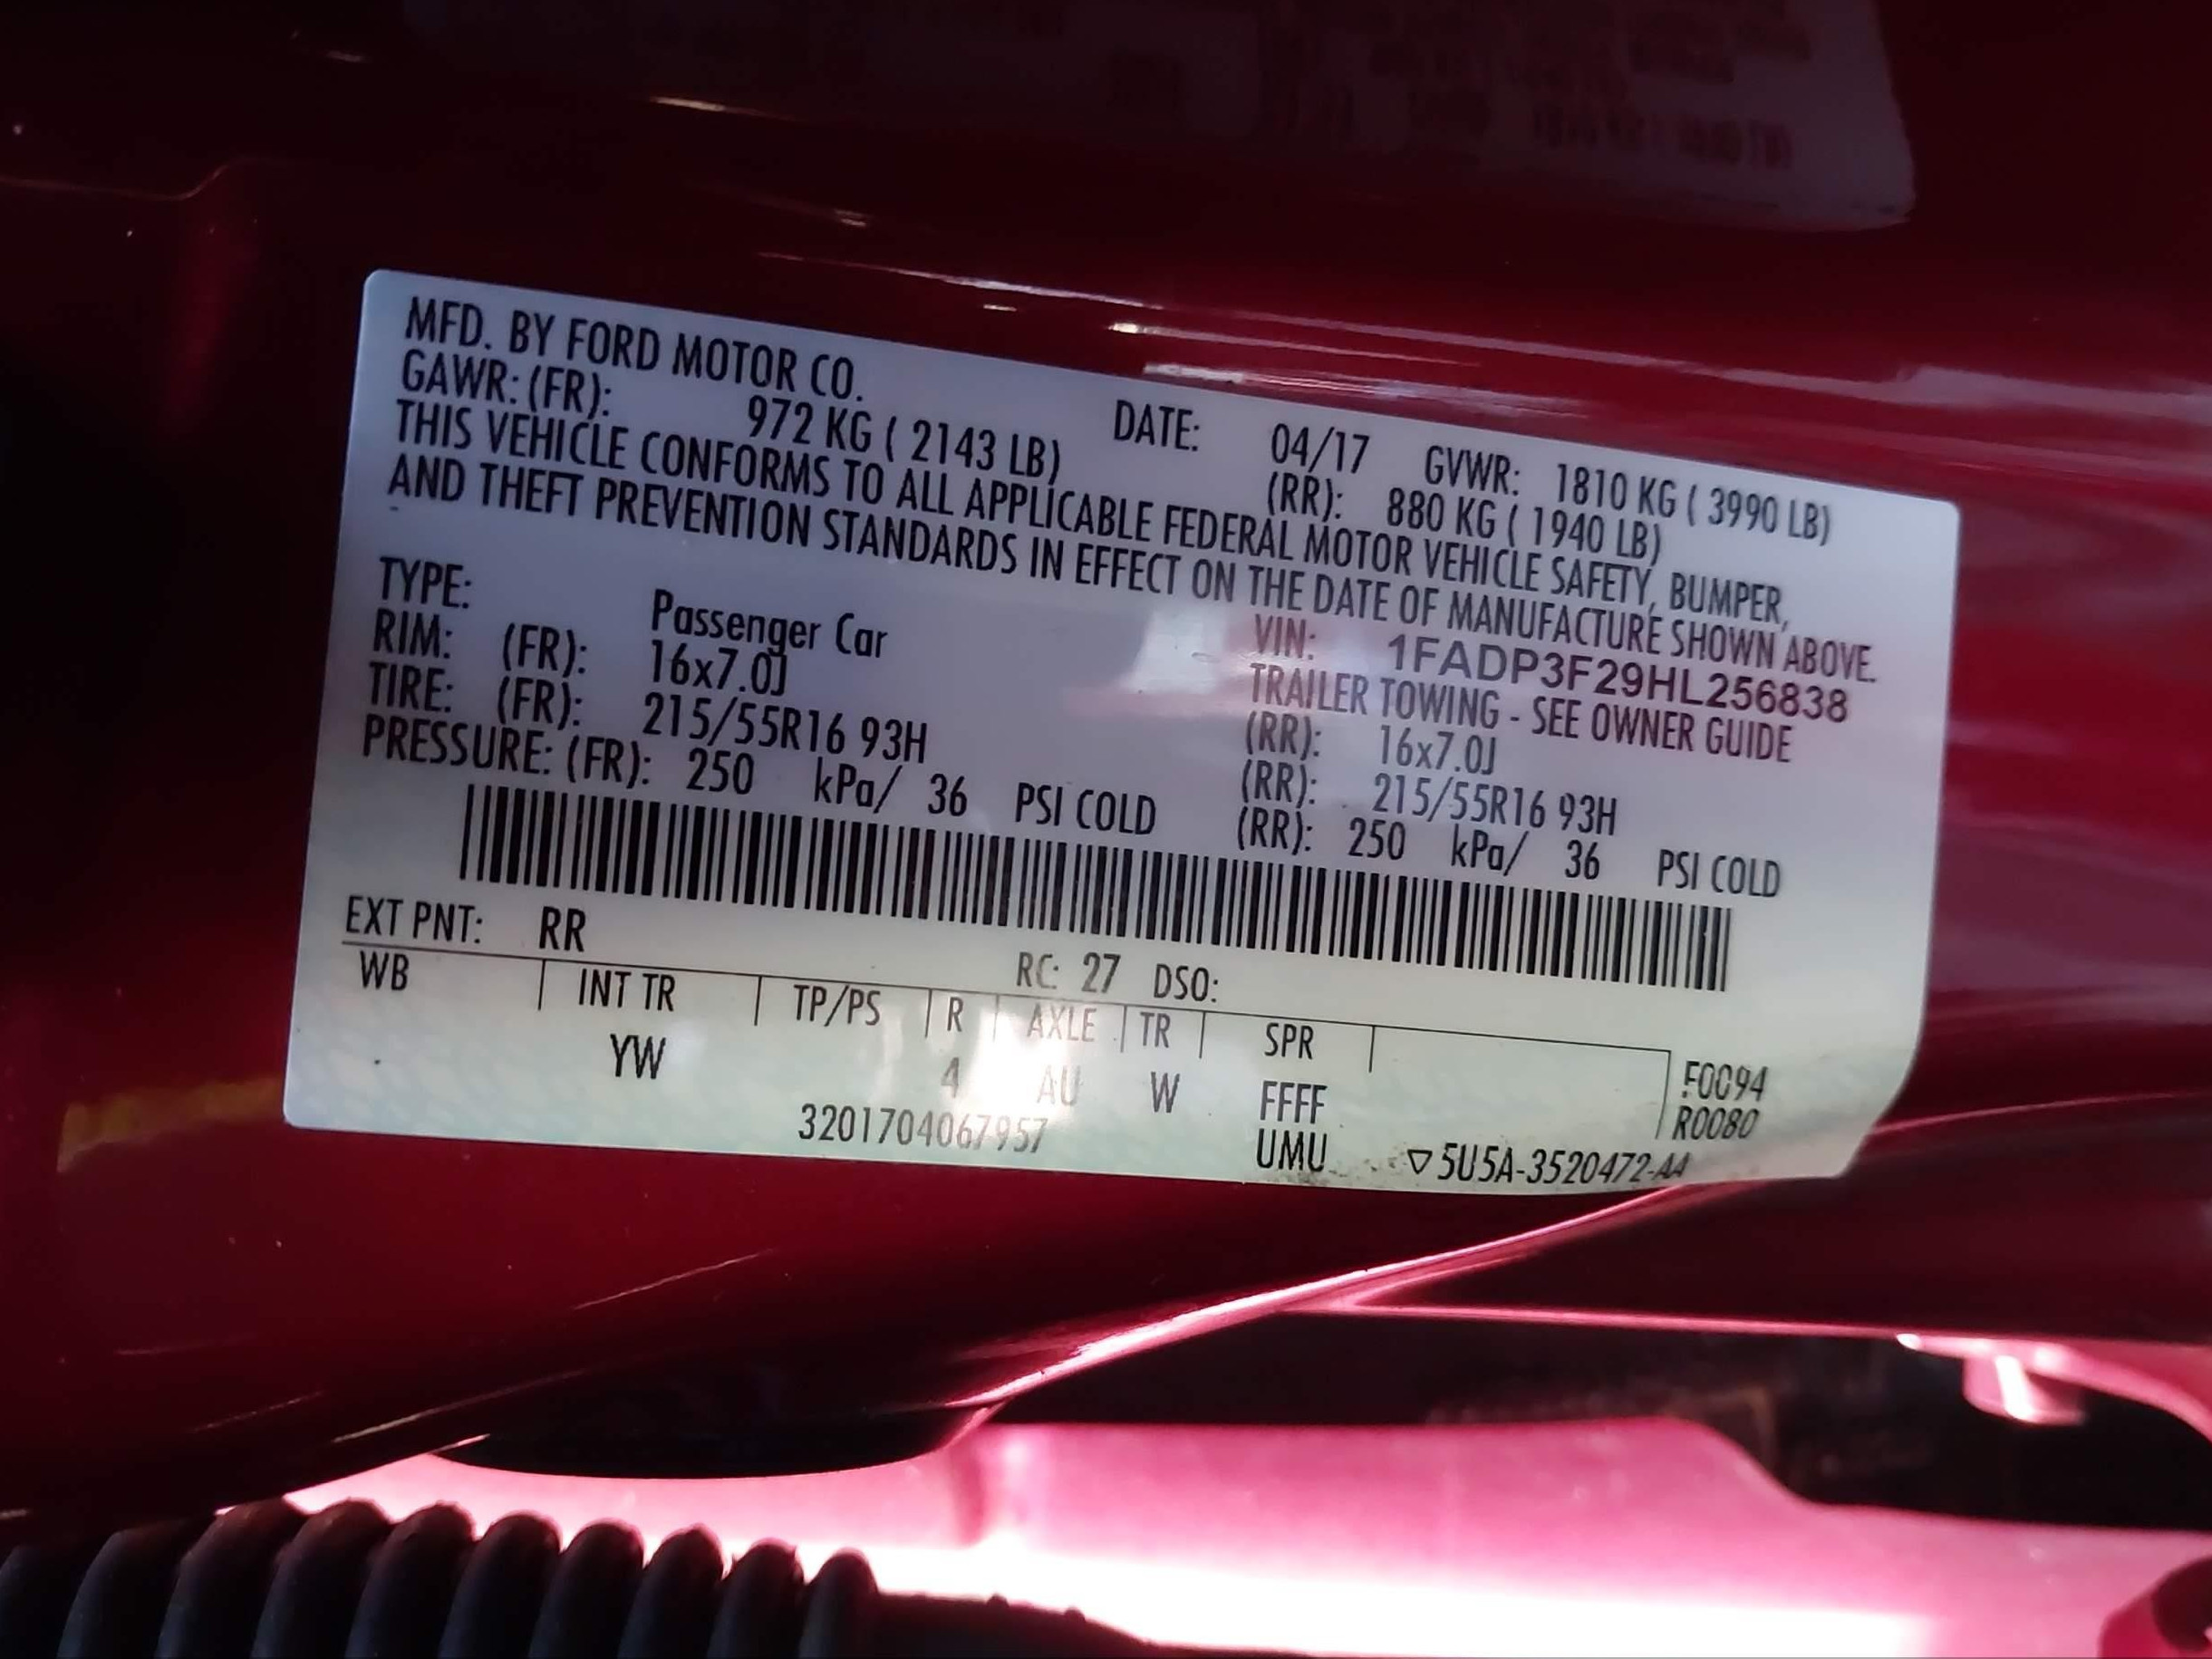 MFD. BY FORD MOTOR CO. DATE: 04/17 GVWR: 1810 KG ( 3990 LB)
GAWR: (FR): 972 KG ( 2143 LB) (RR): 880 KG ( 1940 LB)
THIS VEHICLE CONFORMS TO ALL APPLICABLE FEDERAL MOTOR VEHICLE SAFETY, BUMPER,
AND THEFT PREVENTION STANDARDS IN EFFECT ON THE DATE OF MANUFACTURE SHOWN ABOVE.
VIN: 1FADP3F29HL256838
TYPE: Passenger Car TRAILER TOWING - SEE OWNER GUIDE
RIM: (FR): 16x7.0J (RR): 16x7.0J
TIRE: (FR): 215/55R16 93H (RR): 215/55R16 93H
PRESSURE: (FR): 250 kPa/ 36 PSI COLD (RR): 250 kPa/ 36 PSI COLD
EXT PNT: RR RC: 27 DSO:
WB INT TR TP/PS R AXLE TR SPR F0094
YW 4 AU W FFFF R0080
3201704067957 UMU ▽5U5A-3520472-AA